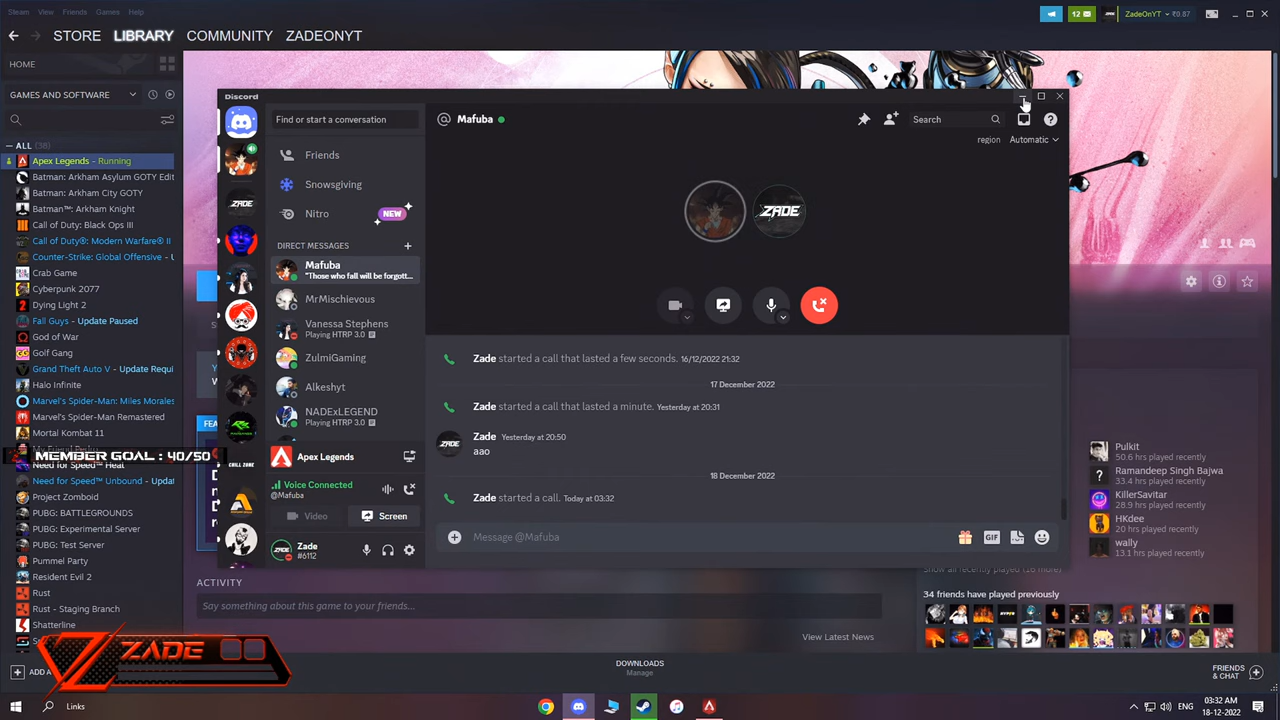 Steam View Friends Games Help
12 ZadeOnYT ₹0.87
STORE LIBRARY COMMUNITY ZADEONYT
HOME
GAMES AND SOFTWARE
ALL (38)
Apex Legends - Running
Batman: Arkham Asylum GOTY Edit
Batman: Arkham City GOTY
Batman™: Arkham Knight
Call of Duty: Black Ops III
Call of Duty®: Modern Warfare® II
Counter-Strike: Global Offensive - U
Crab Game
Cyberpunk 2077
Dying Light 2
Fall Guys - Update Paused
God of War
Golf Gang
Grand Theft Auto V - Update Requi
Halo Infinite
Marvel's Spider-Man: Miles Morales
Marvel's Spider-Man Remastered
Mortal Kombat 11
MEMBER GOAL : 40/50
Need for Speed™ Heat
Need for Speed™ Unbound - Updat
Project Zomboid
PUBG: BATTLEGROUNDS
PUBG: Experimental Server
PUBG: Test Server
Pummel Party
Resident Evil 2
Rust
Rust - Staging Branch
Shatterline
ADD A
ZADE
Discord
Find or start a conversation
Friends
Snowsgiving
Nitro NEW
DIRECT MESSAGES
Mafuba
"Those who fall will be forgott...
MrMischievous
Vanessa Stephens
Playing HTRP 3.0
ZulmiGaming
Alkeshyt
NADExLEGEND
Playing HTRP 3.0
Apex Legends
Voice Connected
@Mafuba
Video Screen
Zade
#6112
ZADE
CHILL ZONE
Mafuba
Search
region Automatic
ZADE
Zade started a call that lasted a few seconds. 16/12/2022 21:32
17 December 2022
Zade started a call that lasted a minute. Yesterday at 20:31
Zade Yesterday at 20:50
aao
18 December 2022
Zade started a call. Today at 03:32
Message @Mafuba
GIF
FEA
ACTIVITY
Say something about this game to your friends...
View Latest News
Pulkit
50.6 hrs played recently
Ramandeep Singh Bajwa
33.4 hrs played recently
KillerSavitar
28.9 hrs played recently
HKdee
20 hrs played recently
wally
13.1 hrs played recently
Show all recently played (16 more)
34 friends have played previously
DOWNLOADS
Manage
FRIENDS
& CHAT
Links
ENG
03:32 AM
18-12-2022